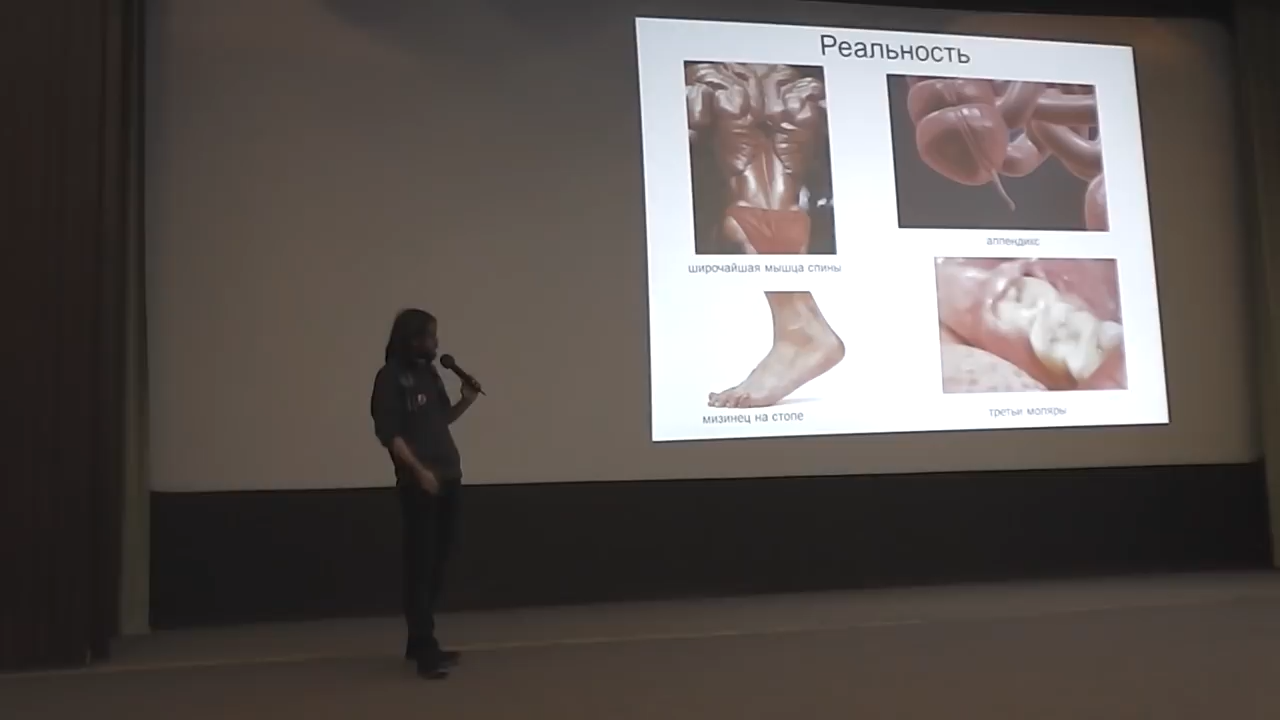 Реальность
широчайшая мышца спины
аппендикс
мизинец на стопе
третьи моляры